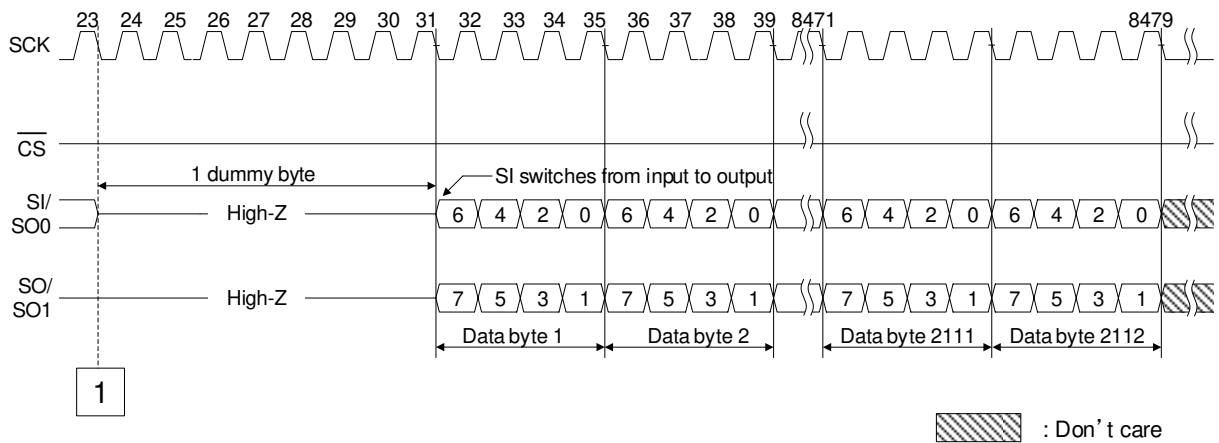 23 24 25 26 27 28 29 30 31 32 33 34 35 36 37 38 39 8471 8479
SCK
CS
1 dummy byte
SI switches from input to output
SI/
SO0
High-Z
6 4 2 0 6 4 2 0 6 4 2 0 6 4 2 0
SO/
SO1
High-Z
7 5 3 1 7 5 3 1 7 5 3 1 7 5 3 1
Data byte 1 Data byte 2 Data byte 2111 Data byte 2112
1
: Don't care